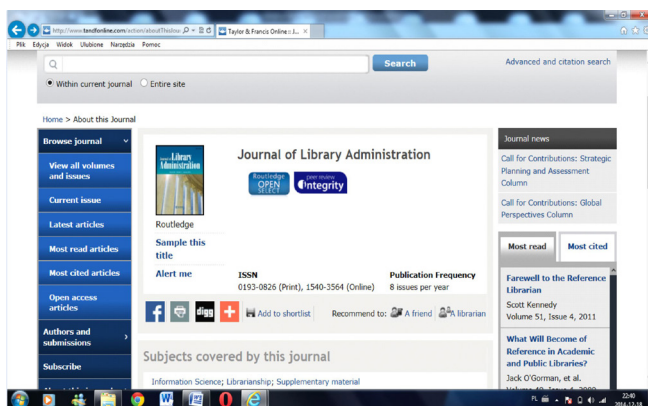 http://www.tandfonline.com/action/aboutThisJour
Taylor & Francis Online :: J...
Plik Edycja Widok Ulubione Narzędzia Pomoc
Search
Advanced and citation search
Within current journal Entire site
Home > About this Journal
Browse journal
View all volumes and issues
Current issue
Latest articles
Most read articles
Most cited articles
Open access articles
Authors and submissions
Subscribe
Library Administration
Routledge
Sample this title
Alert me
Journal of Library Administration
Routledge OPEN SELECT
peer review integrity
ISSN
0193-0826 (Print), 1540-3564 (Online)
Publication Frequency
8 issues per year
digg
Add to shortlist
Recommend to: A friend A librarian
Subjects covered by this journal
Information Science; Librarianship; Supplementary material
Journal news
Call for Contributions: Strategic
Planning and Assessment
Column
Call for Contributions: Global
Perspectives Column
Most read Most cited
Farewell to the Reference
Librarian
Scott Kennedy
Volume 51, Issue 4, 2011
What Will Become of
Reference in Academic
and Public Libraries?
Jack O'Gorman, et al.
PL
22:40
2014-12-18